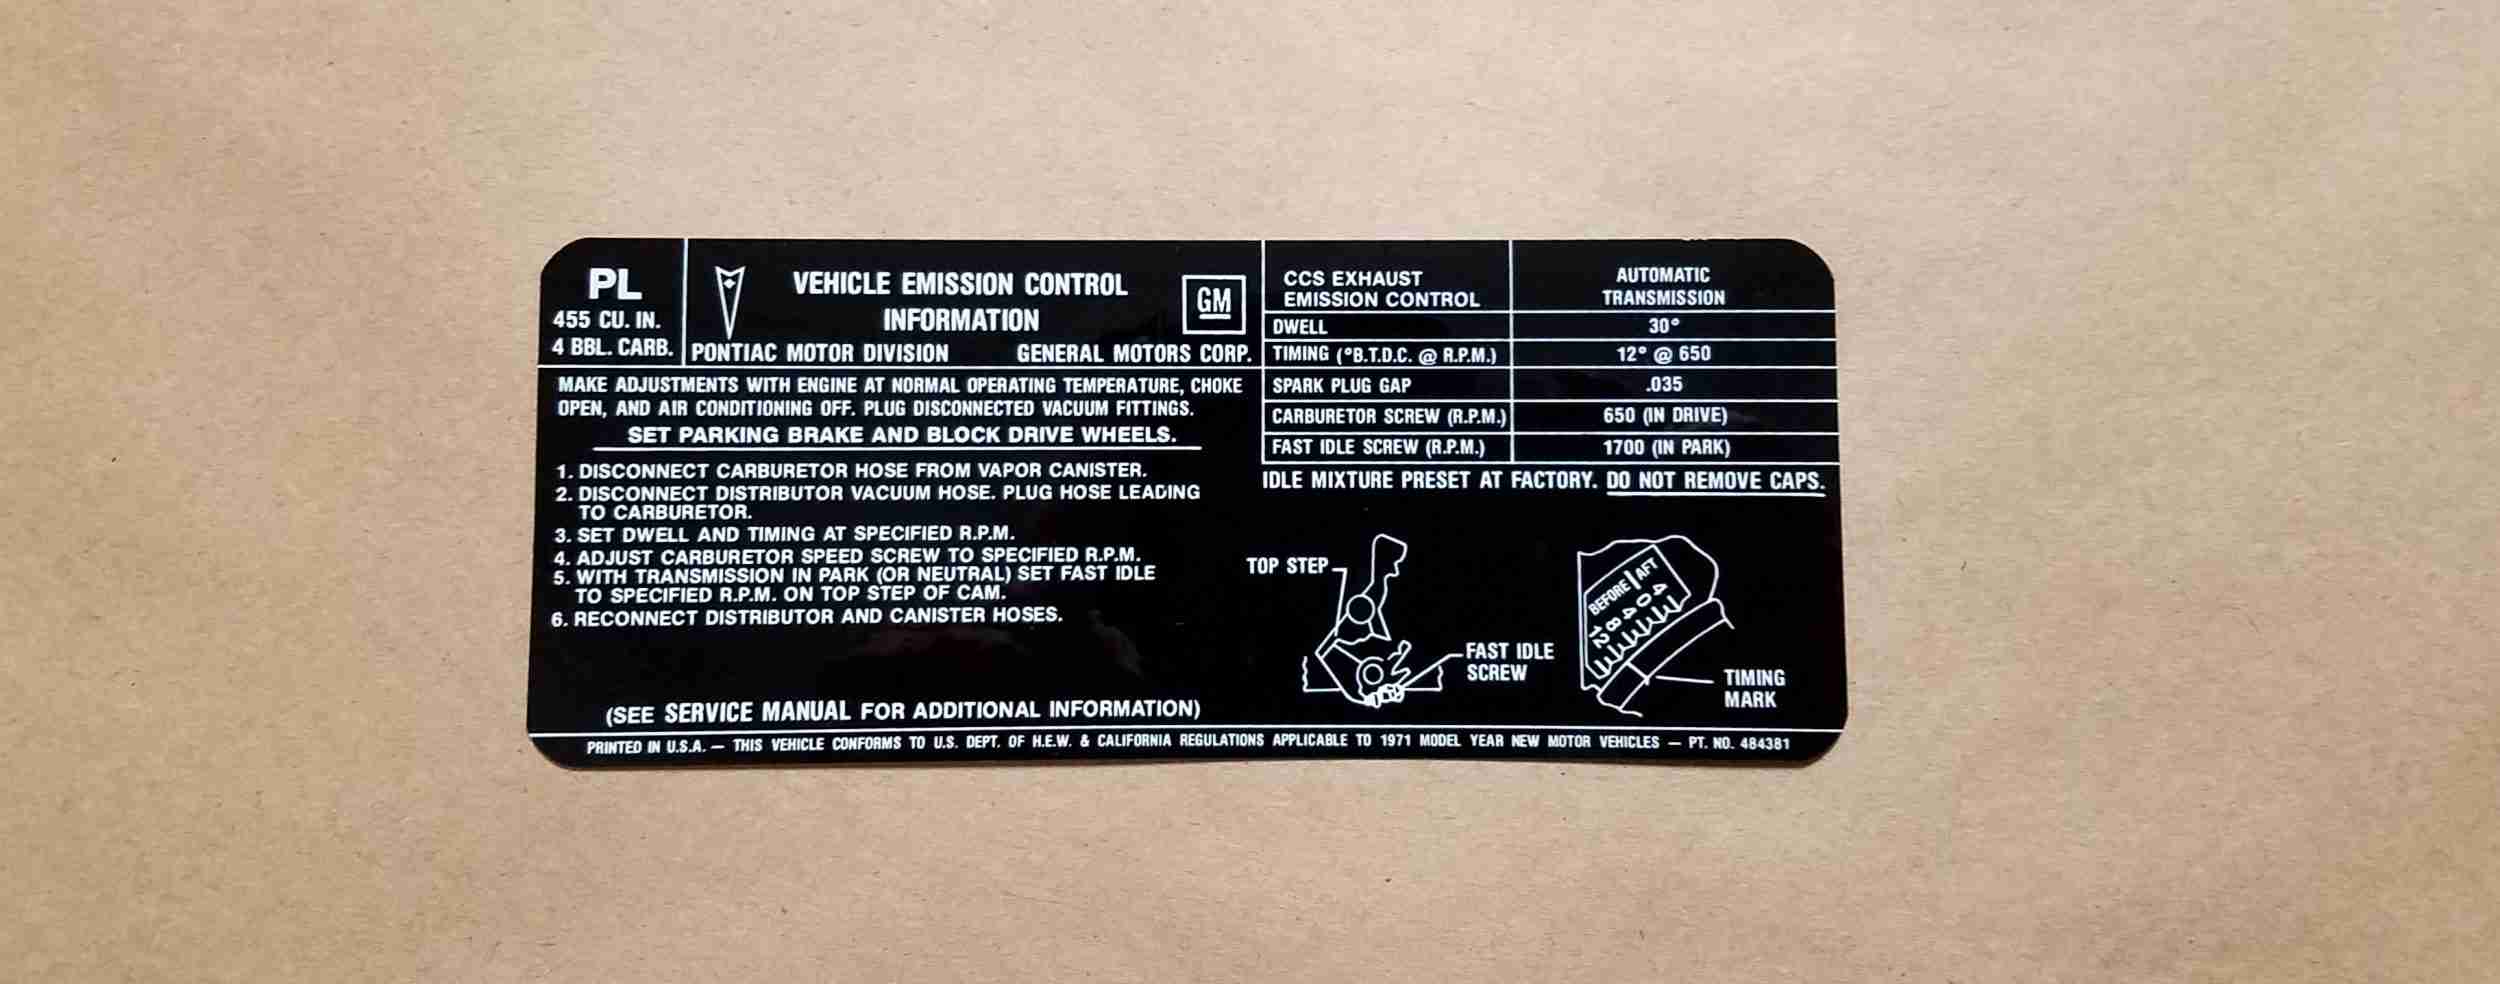 PL
455 CU. IN.
4 BBL. CARB.
VEHICLE EMISSION CONTROL
INFORMATION
GM
PONTIAC MOTOR DIVISION GENERAL MOTORS CORP.
MAKE ADJUSTMENTS WITH ENGINE AT NORMAL OPERATING TEMPERATURE, CHOKE
OPEN, AND AIR CONDITIONING OFF. PLUG DISCONNECTED VACUUM FITTINGS.
SET PARKING BRAKE AND BLOCK DRIVE WHEELS.
1. DISCONNECT CARBURETOR HOSE FROM VAPOR CANISTER.
2. DISCONNECT DISTRIBUTOR VACUUM HOSE. PLUG HOSE LEADING
TO CARBURETOR.
3. SET DWELL AND TIMING AT SPECIFIED R.P.M.
4. ADJUST CARBURETOR SPEED SCREW TO SPECIFIED R.P.M.
5. WITH TRANSMISSION IN PARK (OR NEUTRAL) SET FAST IDLE
TO SPECIFIED R.P.M. ON TOP STEP OF CAM.
6. RECONNECT DISTRIBUTOR AND CANISTER HOSES.
(SEE SERVICE MANUAL FOR ADDITIONAL INFORMATION)
CCS EXHAUST
EMISSION CONTROL
AUTOMATIC
TRANSMISSION
DWELL 30°
TIMING (°B.T.D.C. @ R.P.M.) 12° @ 650
SPARK PLUG GAP .035
CARBURETOR SCREW (R.P.M.) 650 (IN DRIVE)
FAST IDLE SCREW (R.P.M.) 1700 (IN PARK)
IDLE MIXTURE PRESET AT FACTORY. DO NOT REMOVE CAPS.
TOP STEP
FAST IDLE
SCREW
BEFORE AFT
12 8 4 0 4
TIMING
MARK
PRINTED IN U.S.A. — THIS VEHICLE CONFORMS TO U.S. DEPT. OF H.E.W. & CALIFORNIA REGULATIONS APPLICABLE TO 1971 MODEL YEAR NEW MOTOR VEHICLES — PT. NO. 484381